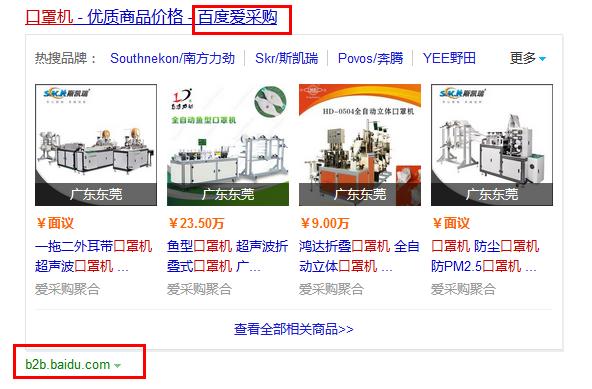 口罩机 - 优质商品价格 - 百度爱采购
热搜品牌： Southnekon/南方力劲 Skr/斯凯瑞 Povos/奔腾 YEE野田 更多
SKR斯凯瑞
广东东莞
全自动鱼型口罩机
广东东莞
HD-0504全自动立体口罩机
广东东莞
SKR斯凯瑞
广东东莞
￥面议 ￥23.50万 ￥9.00万 ￥面议
一拖二外耳带口罩机 鱼型口罩机 超声波折 鸿达折叠口罩机 全自 口罩机 防尘口罩机
超声波口罩机 ... 叠式口罩机 广... 动立体口罩机 ... 防PM2.5口罩机 ...
爱采购聚合 爱采购聚合 爱采购聚合 爱采购聚合
查看全部相关商品>>
b2b.baidu.com